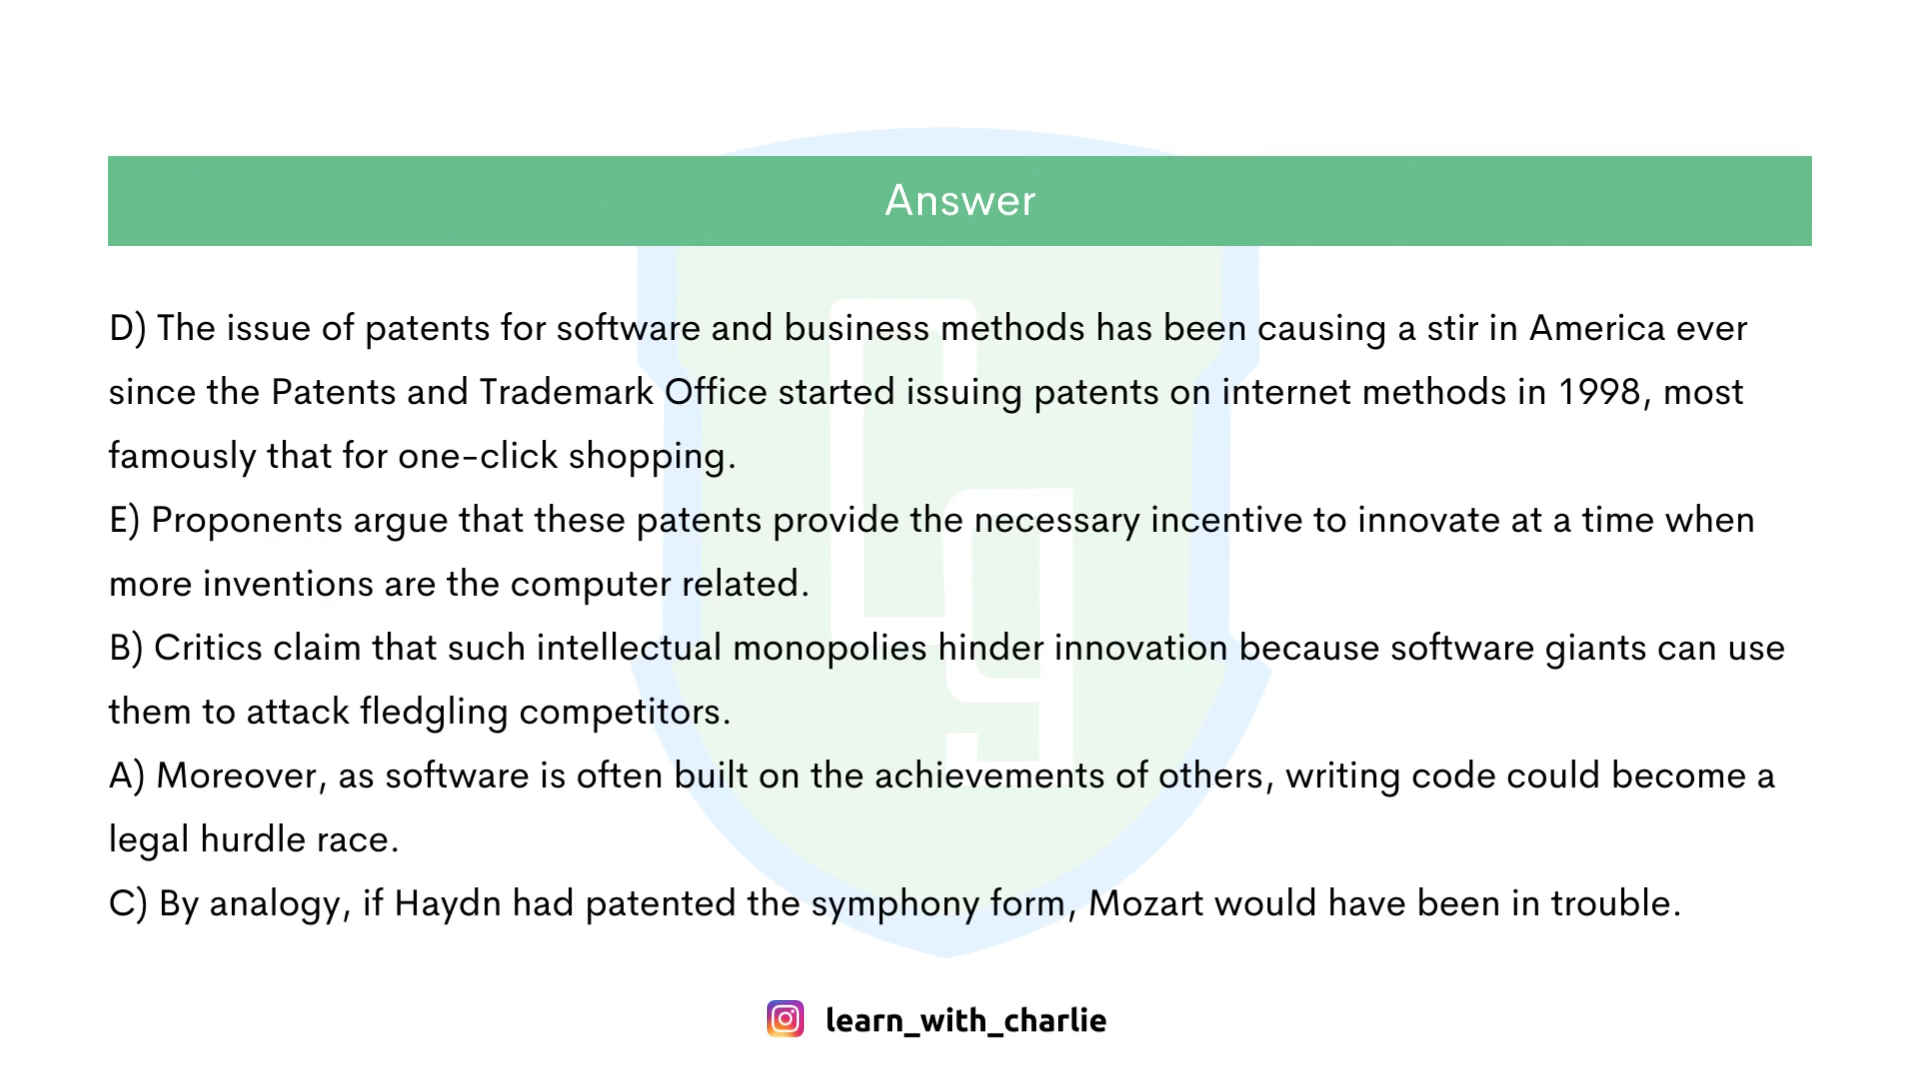 Answer
D) The issue of patents for software and business methods has been causing a stir in America ever
since the Patents and Trademark Office started issuing patents on internet methods in 1998, most
famously that for one-click shopping.
E) Proponents argue that these patents provide the necessary incentive to innovate at a time when
more inventions are the computer related.
B) Critics claim that such intellectual monopolies hinder innovation because software giants can use
them to attack fledgling competitors.
A) Moreover, as software is often built on the achievements of others, writing code could become a
legal hurdle race.
C) By analogy, if Haydn had patented the symphony form, Mozart would have been in trouble.
learn_with_charlie